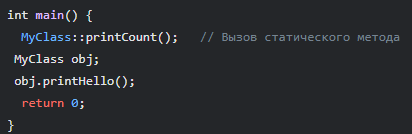 int main() {
  MyClass::printCount();   // Вызов статического метода
 MyClass obj;
 obj.printHello();
  return 0;
}